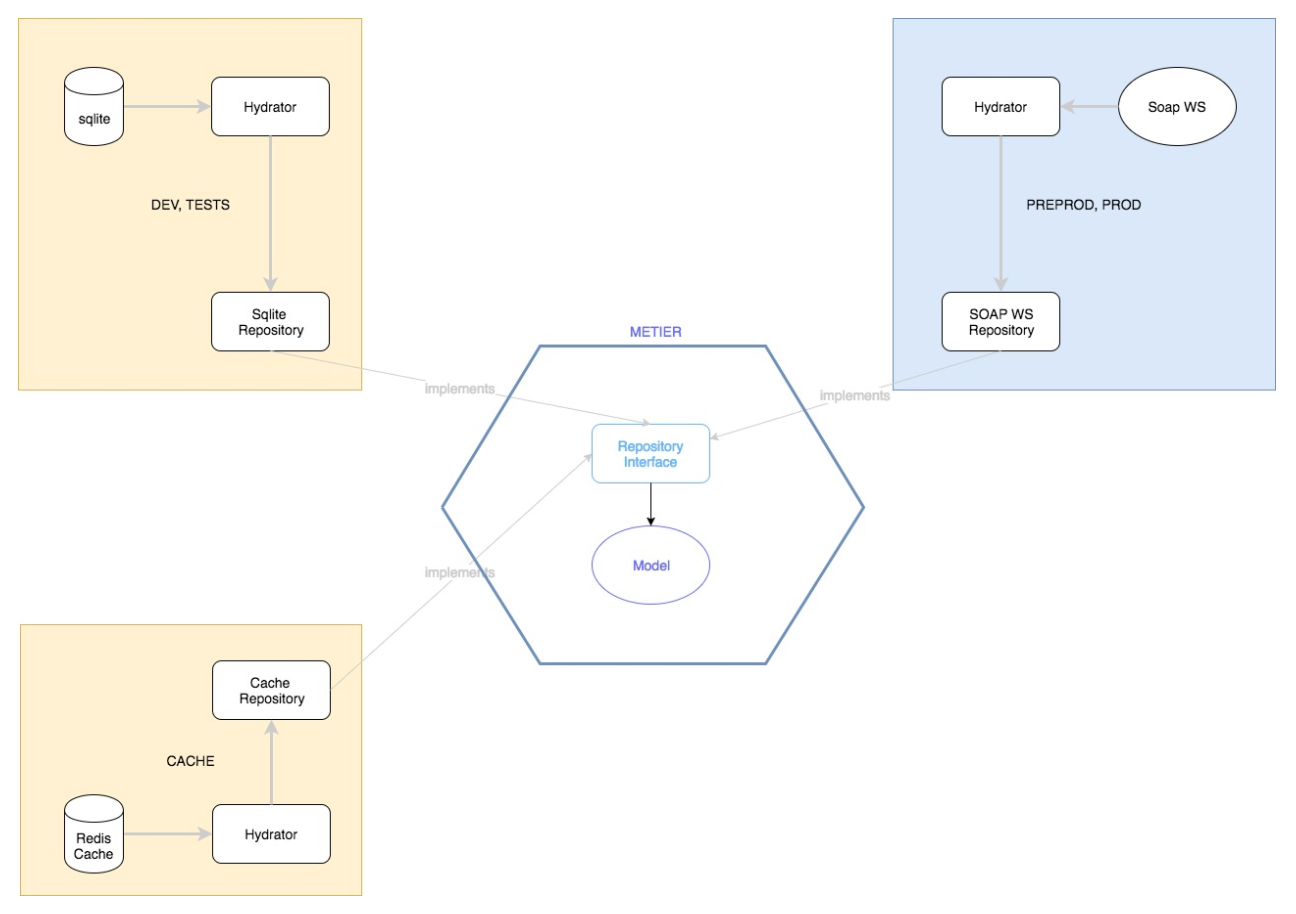 sqlite
Hydrator
DEV, TESTS
Sqlite
Repository
Hydrator
Soap WS
PREPROD, PROD
SOAP WS
Repository
METIER
implements
implements
Repository
Interface
Model
implements
Cache
Repository
CACHE
Redis
Cache
Hydrator